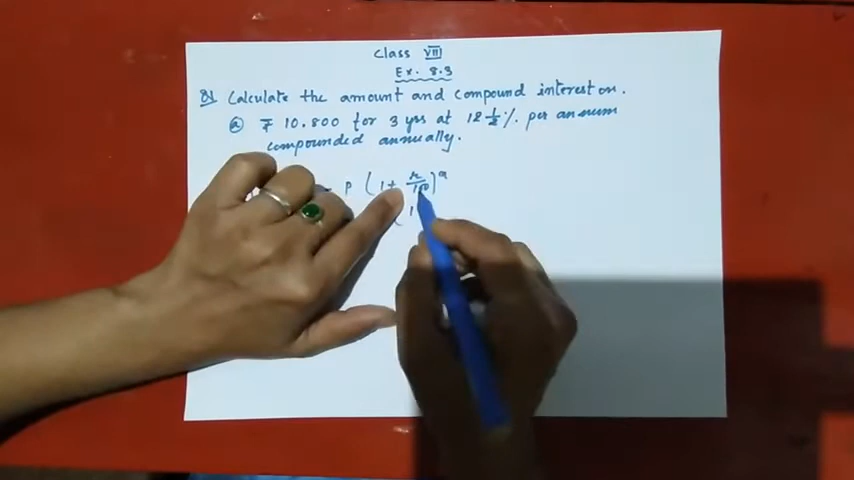 Class VIII
Ex. 8.3
Q1 Calculate the amount and compound interest on.
(a) ₹ 10.800 for 3 yrs at 12 1/2 % per annum
compounded annually.
= P (1+ r/100)^n
( 1